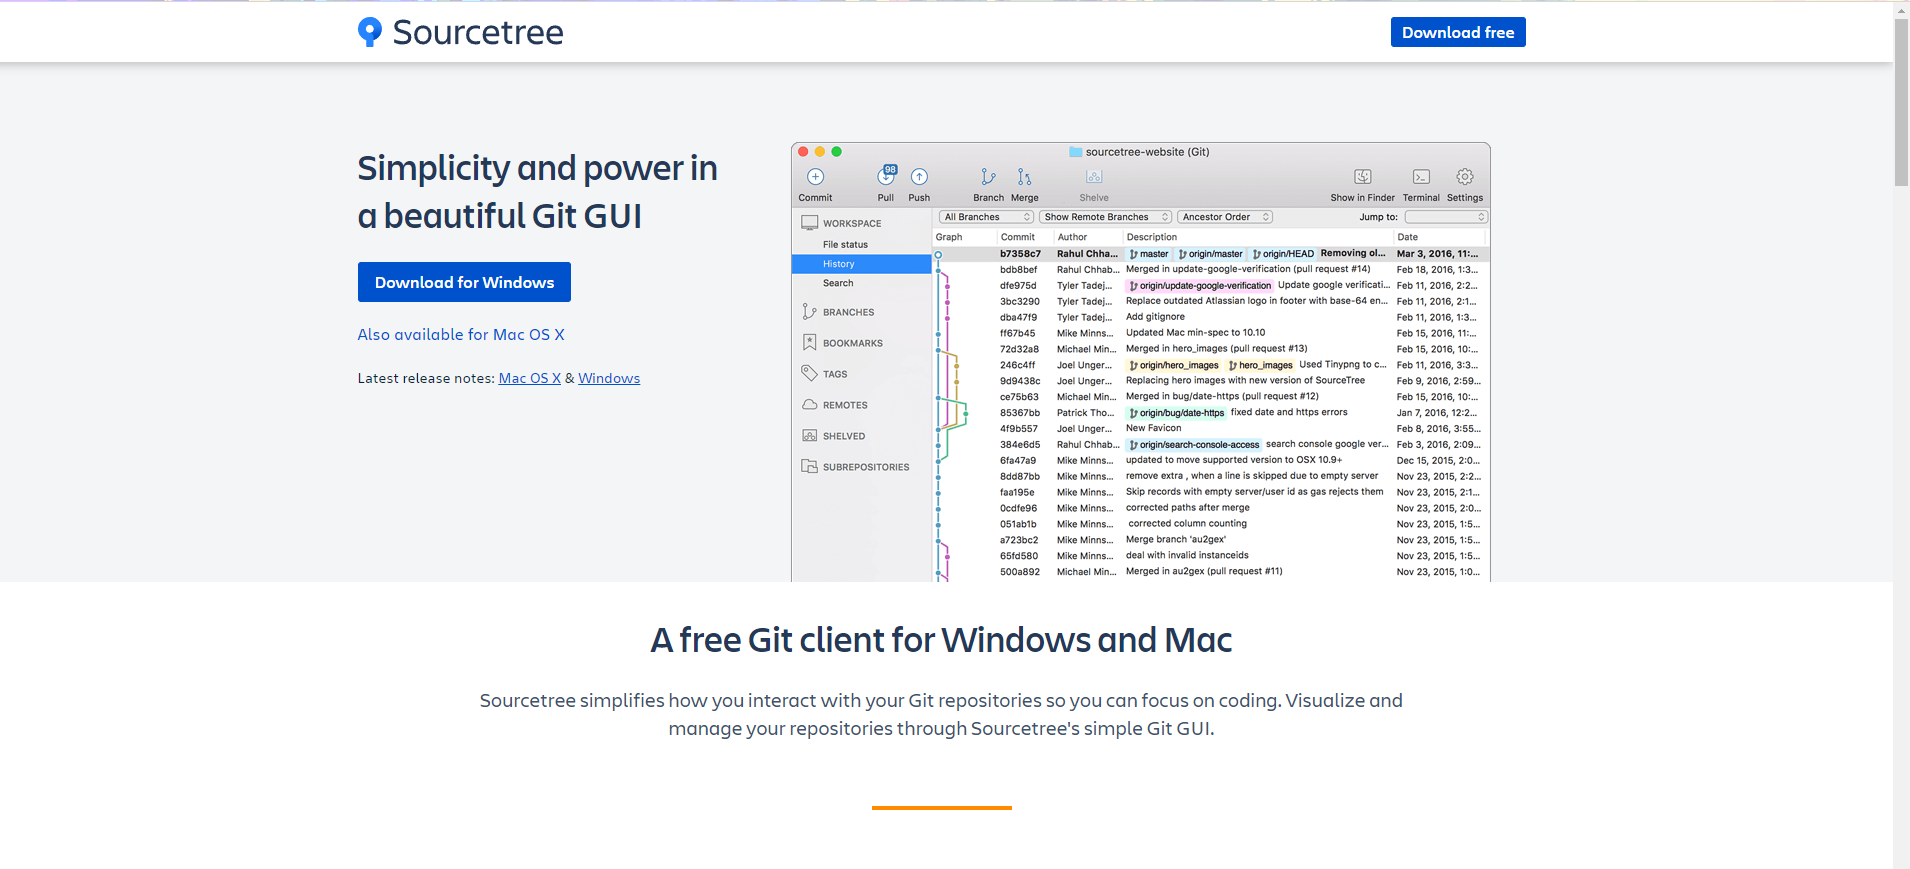 Sourcetree
Download free
Simplicity and power in
a beautiful Git GUI
Download for Windows
Also available for Mac OS X
Latest release notes: Mac OS X & Windows
sourcetree-website (Git)
98
Commit Pull Push Branch Merge Shelve Show in Finder Terminal Settings
WORKSPACE
File status
History
Search
BRANCHES
BOOKMARKS
TAGS
REMOTES
SHELVED
SUBREPOSITORIES
All Branches Show Remote Branches Ancestor Order Jump to:
Graph Commit Author Description Date
b7358c7 Rahul Chha... master origin/master origin/HEAD Removing ol... Mar 3, 2016, 11:...
bdb8bef Rahul Chhab... Merged in update-google-verification (pull request #14) Feb 18, 2016, 1:3...
dfe975d Tyler Tadej... origin/update-google-verification Update google verificati... Feb 11, 2016, 2:2...
3bc3290 Tyler Tadej... Replace outdated Atlassian logo in footer with base-64 en... Feb 11, 2016, 2:1...
dba47f9 Tyler Tadej... Add gitignore Feb 11, 2016, 1:3...
ff67b45 Mike Minns... Updated Mac min-spec to 10.10 Feb 15, 2016, 11:...
72d32a8 Michael Min... Merged in hero_images (pull request #13) Feb 15, 2016, 10:...
246c4ff Joel Unger... origin/hero_images hero_images Used Tinypng to c... Feb 11, 2016, 3:3...
9d9438c Joel Unger... Replacing hero images with new version of SourceTree Feb 9, 2016, 2:59...
ce75b63 Michael Min... Merged in bug/date-https (pull request #12) Feb 15, 2016, 10:...
85367bb Patrick Tho... origin/bug/date-https fixed date and https errors Jan 7, 2016, 12:2...
4f9b557 Joel Unger... New Favicon Feb 8, 2016, 3:55...
384e6d5 Rahul Chhab... origin/search-console-access search console google ver... Feb 3, 2016, 2:09...
6fa47a9 Mike Minns... updated to move supported version to OSX 10.9+ Dec 15, 2015, 2:0...
8dd87bb Mike Minns... remove extra , when a line is skipped due to empty server Nov 23, 2015, 2:2...
faa195e Mike Minns... Skip records with empty server/user id as gas rejects them Nov 23, 2015, 2:1...
0cdfe96 Mike Minns... corrected paths after merge Nov 23, 2015, 2:0...
051ab1b Mike Minns... corrected column counting Nov 23, 2015, 1:5...
a723bc2 Mike Minns... Merge branch 'au2gex' Nov 23, 2015, 1:5...
65fd580 Mike Minns... deal with invalid instanceids Nov 23, 2015, 1:5...
500a892 Michael Min... Merged in au2gex (pull request #11) Nov 23, 2015, 1:0...
A free Git client for Windows and Mac
Sourcetree simplifies how you interact with your Git repositories so you can focus on coding. Visualize and
manage your repositories through Sourcetree's simple Git GUI.